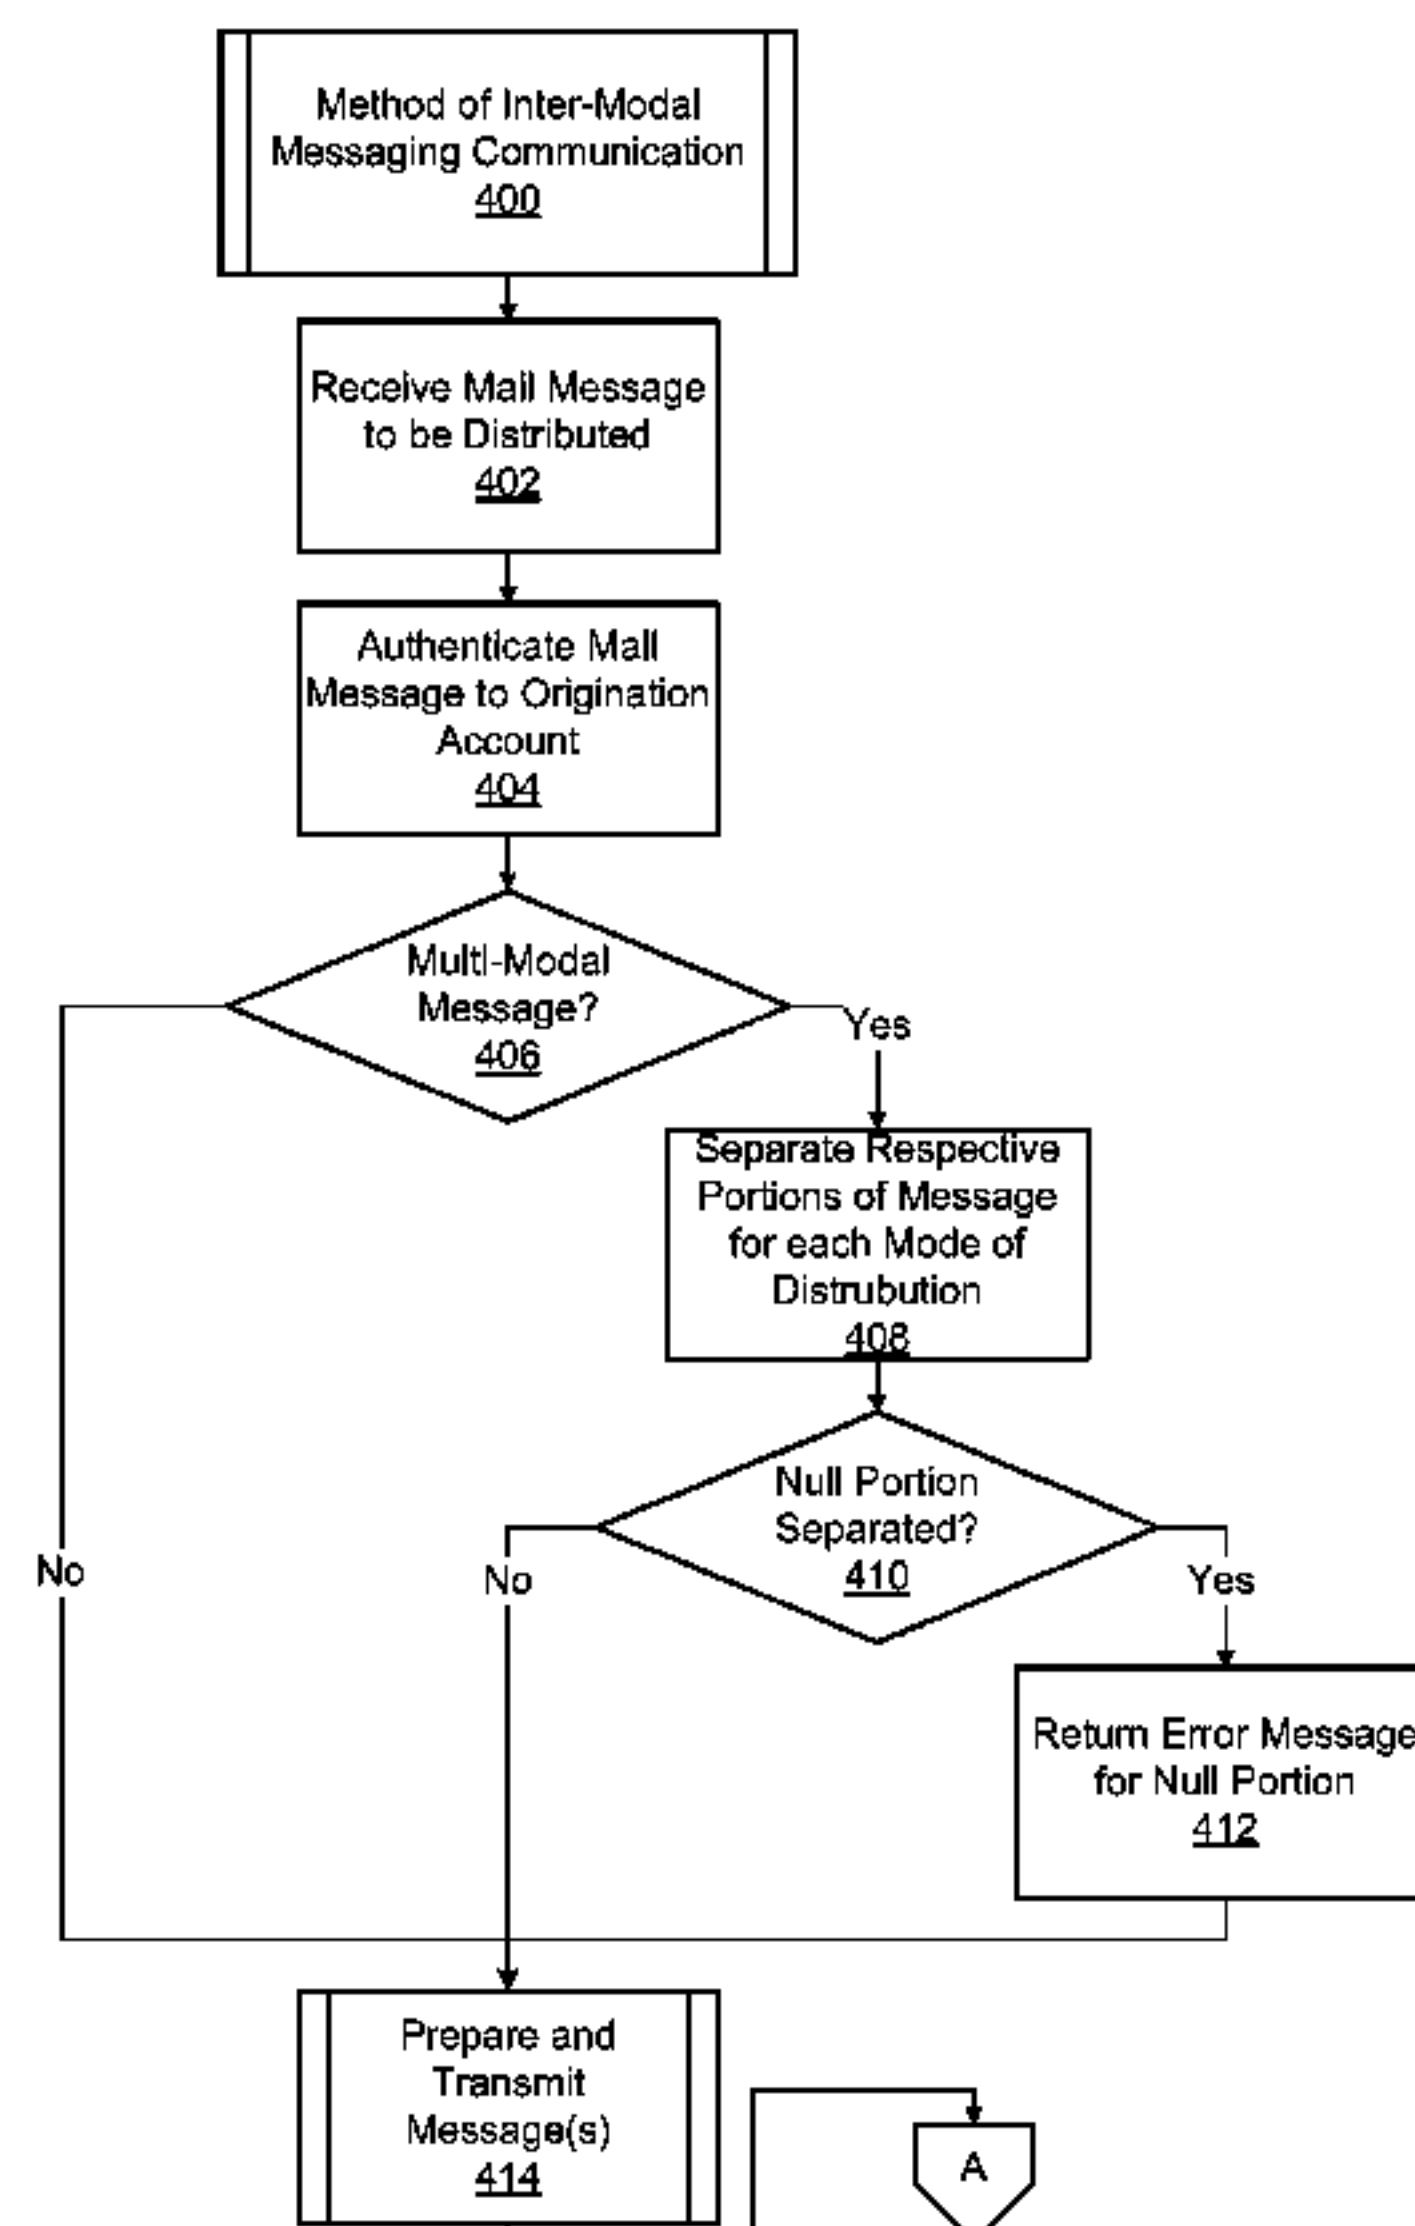 Method of Inter-Modal
Messaging Communication
400
Receive Mail Message
to be Distributed
402
Authenticate Mail
Message to Origination
Account
404
Multi-Modal
Message?
406
Yes
Separate Respective
Portions of Message
for each Mode of
Distrubution
408
Null Portion
Separated?
410
No
No
Yes
Return Error Message
for Null Portion
412
Prepare and
Transmit
Message(s)
414
A